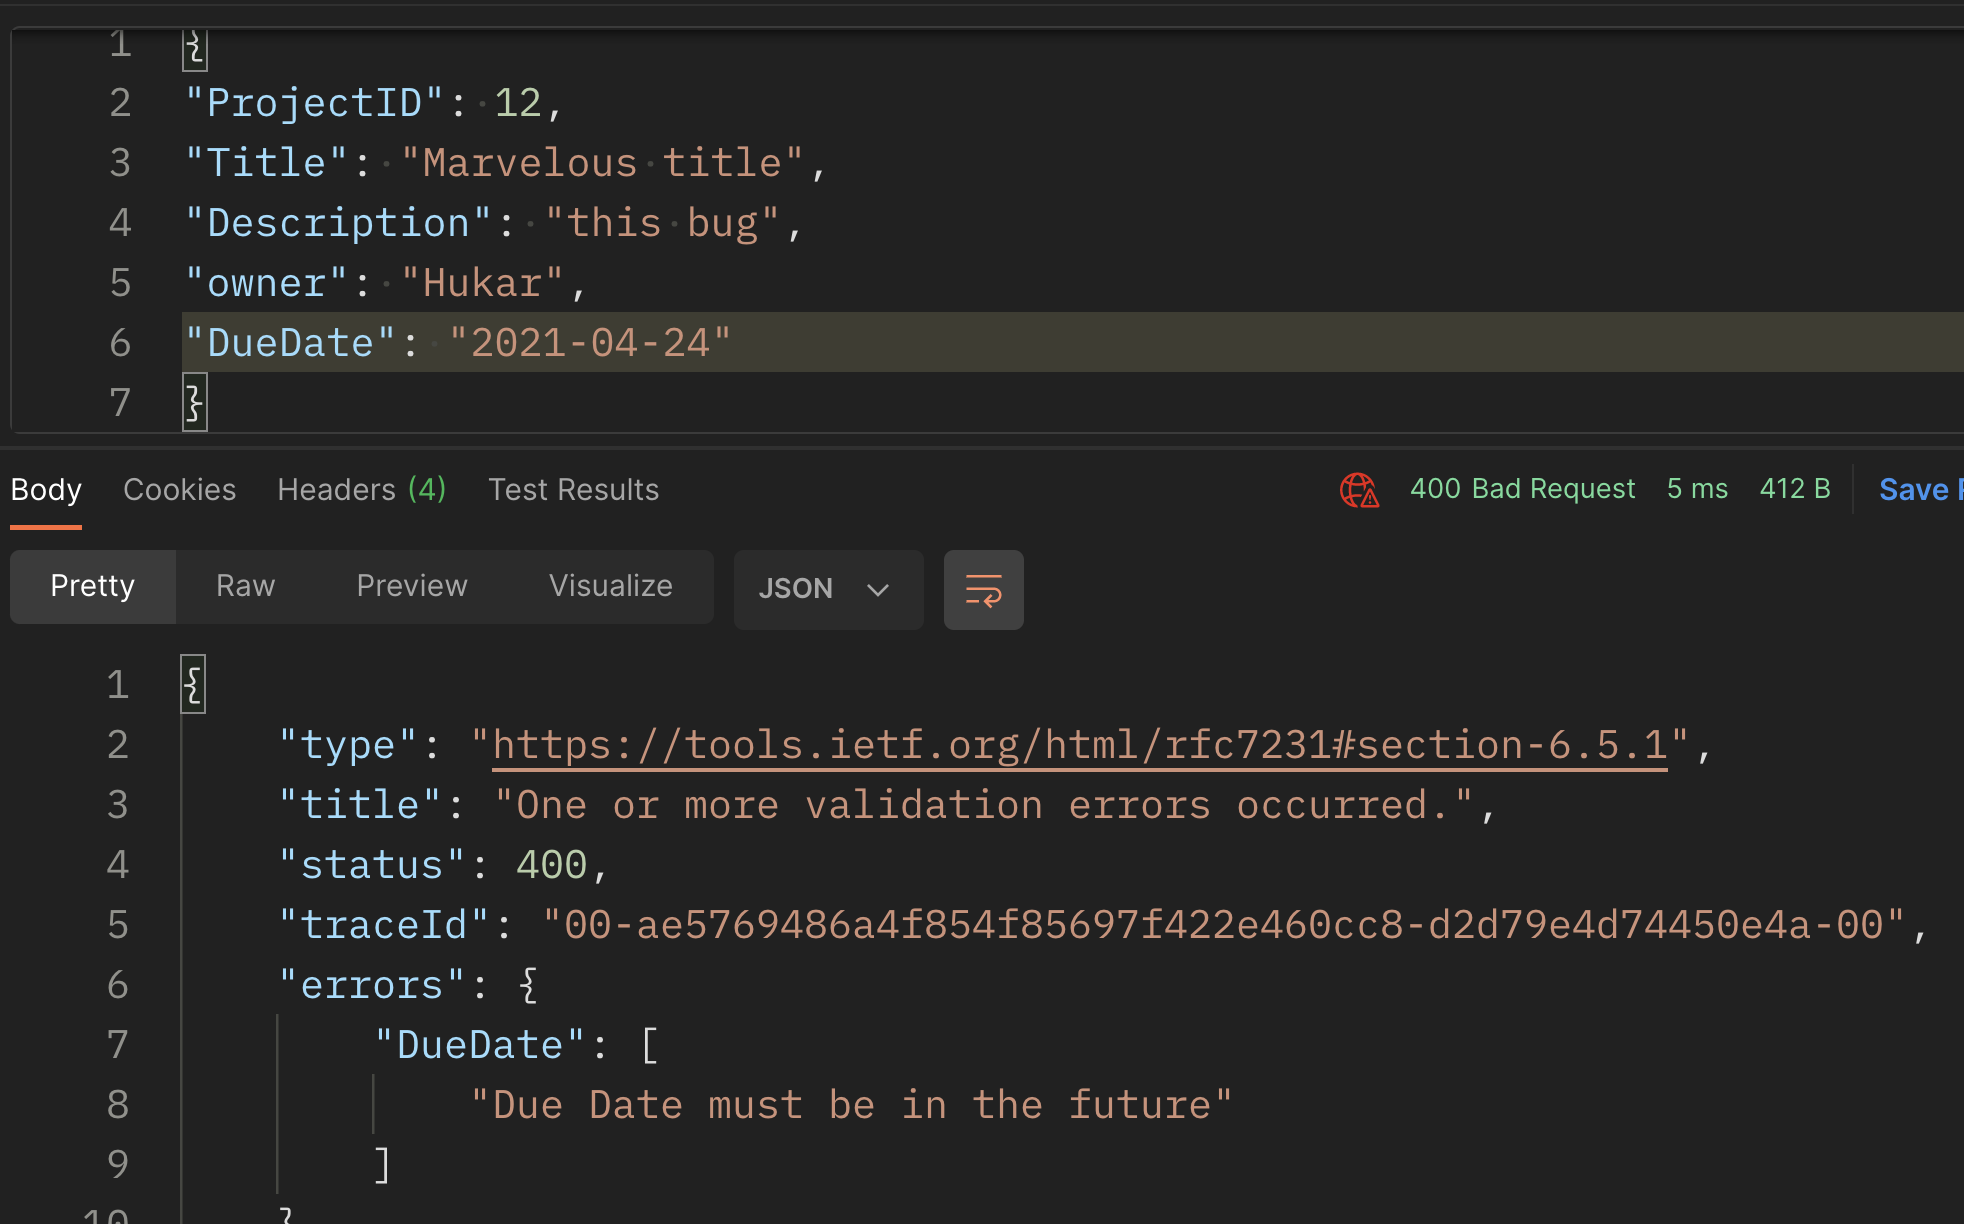 1 {
2 "ProjectID": 12,
3 "Title": "Marvelous title",
4 "Description": "this bug",
5 "owner": "Hukar",
6 "DueDate": "2021-04-24"
7 }
Body Cookies Headers (4) Test Results 400 Bad Request 5 ms 412 B Save
Pretty Raw Preview Visualize JSON
1 {
2 "type": "https://tools.ietf.org/html/rfc7231#section-6.5.1",
3 "title": "One or more validation errors occurred.",
4 "status": 400,
5 "traceId": "00-ae5769486a4f854f85697f422e460cc8-d2d79e4d74450e4a-00",
6 "errors": {
7 "DueDate": [
8 "Due Date must be in the future"
9 ]
10 }